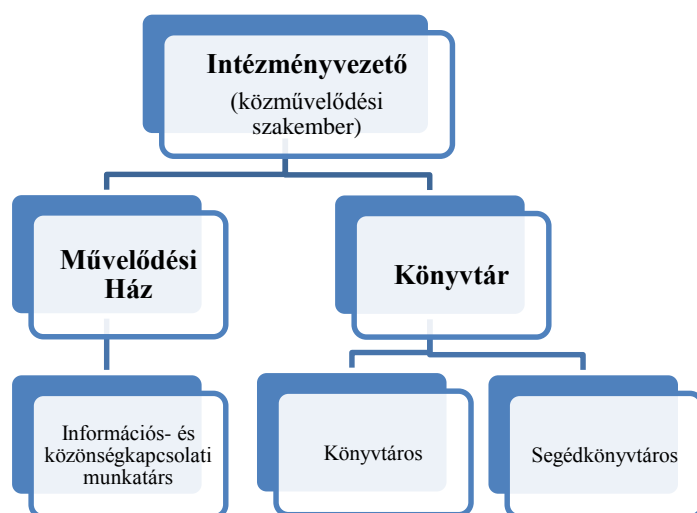 Intézményvezető
(közművelődési
szakember)
Művelődési
Ház
Könyvtár
Információs- és
közönségkapcsolati
munkatárs
Könyvtáros
Segédkönyvtáros